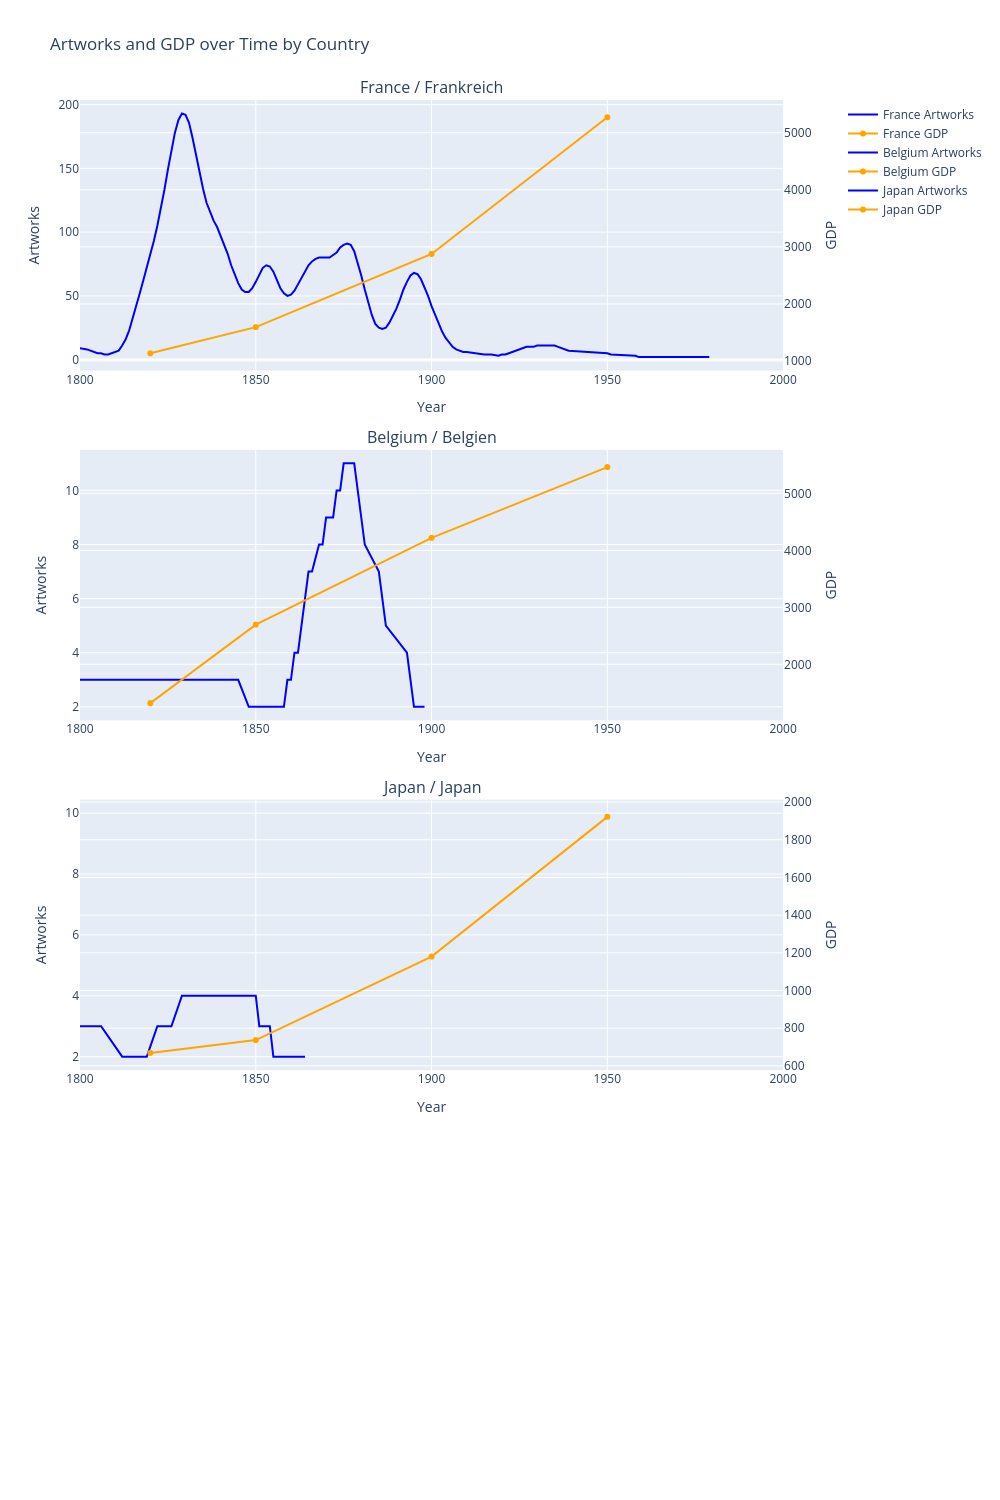 Artworks and GDP over Time by Country
France / Frankreich
200
150
100
50
0
Artworks
5000
4000
3000
2000
1000
GDP
1800 1850 1900 1950 2000
Year
France Artworks
France GDP
Belgium Artworks
Belgium GDP
Japan Artworks
Japan GDP
Belgium / Belgien
10
8
6
4
2
Artworks
5000
4000
3000
2000
GDP
1800 1850 1900 1950 2000
Year
Japan / Japan
10
8
6
4
2
Artworks
2000
1800
1600
1400
1200
1000
800
600
GDP
1800 1850 1900 1950 2000
Year